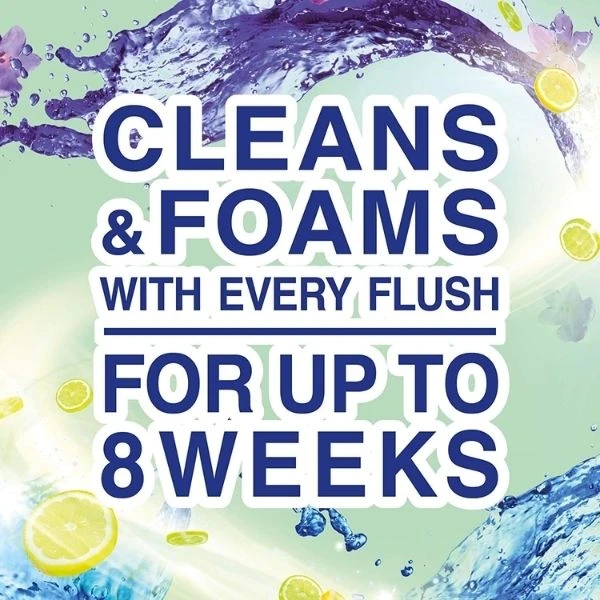 CLEANS
& FOAMS
WITH EVERY FLUSH
FOR UP TO
8 WEEKS